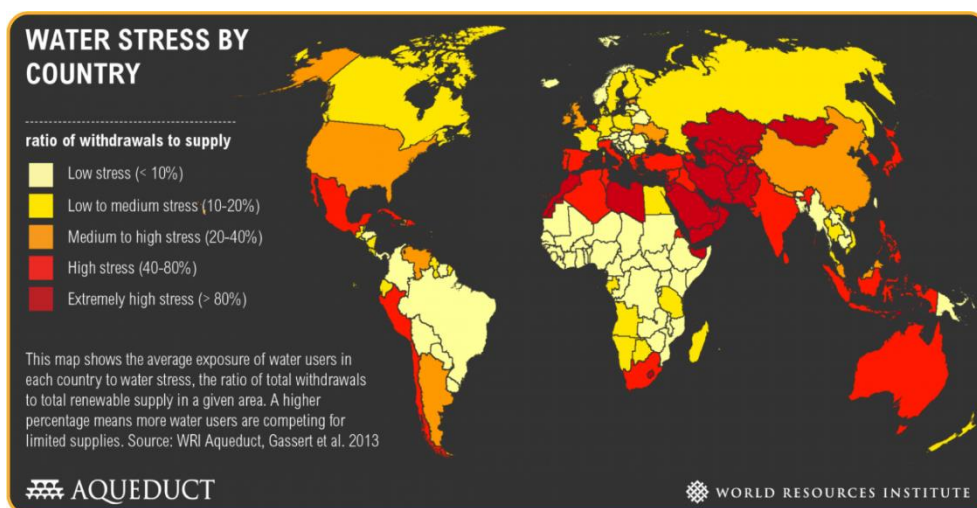 WATER STRESS BY
COUNTRY
ratio of withdrawals to supply
Low stress (< 10%)
Low to medium stress (10-20%)
Medium to high stress (20-40%)
High stress (40-80%)
Extremely high stress (> 80%)
This map shows the average exposure of water users in
each country to water stress, the ratio of total withdrawals
to total renewable supply in a given area. A higher
percentage means more water users are competing for
limited supplies. Source: WRI Aqueduct, Gassert et al. 2013
AQUEDUCT
WORLD RESOURCES INSTITUTE